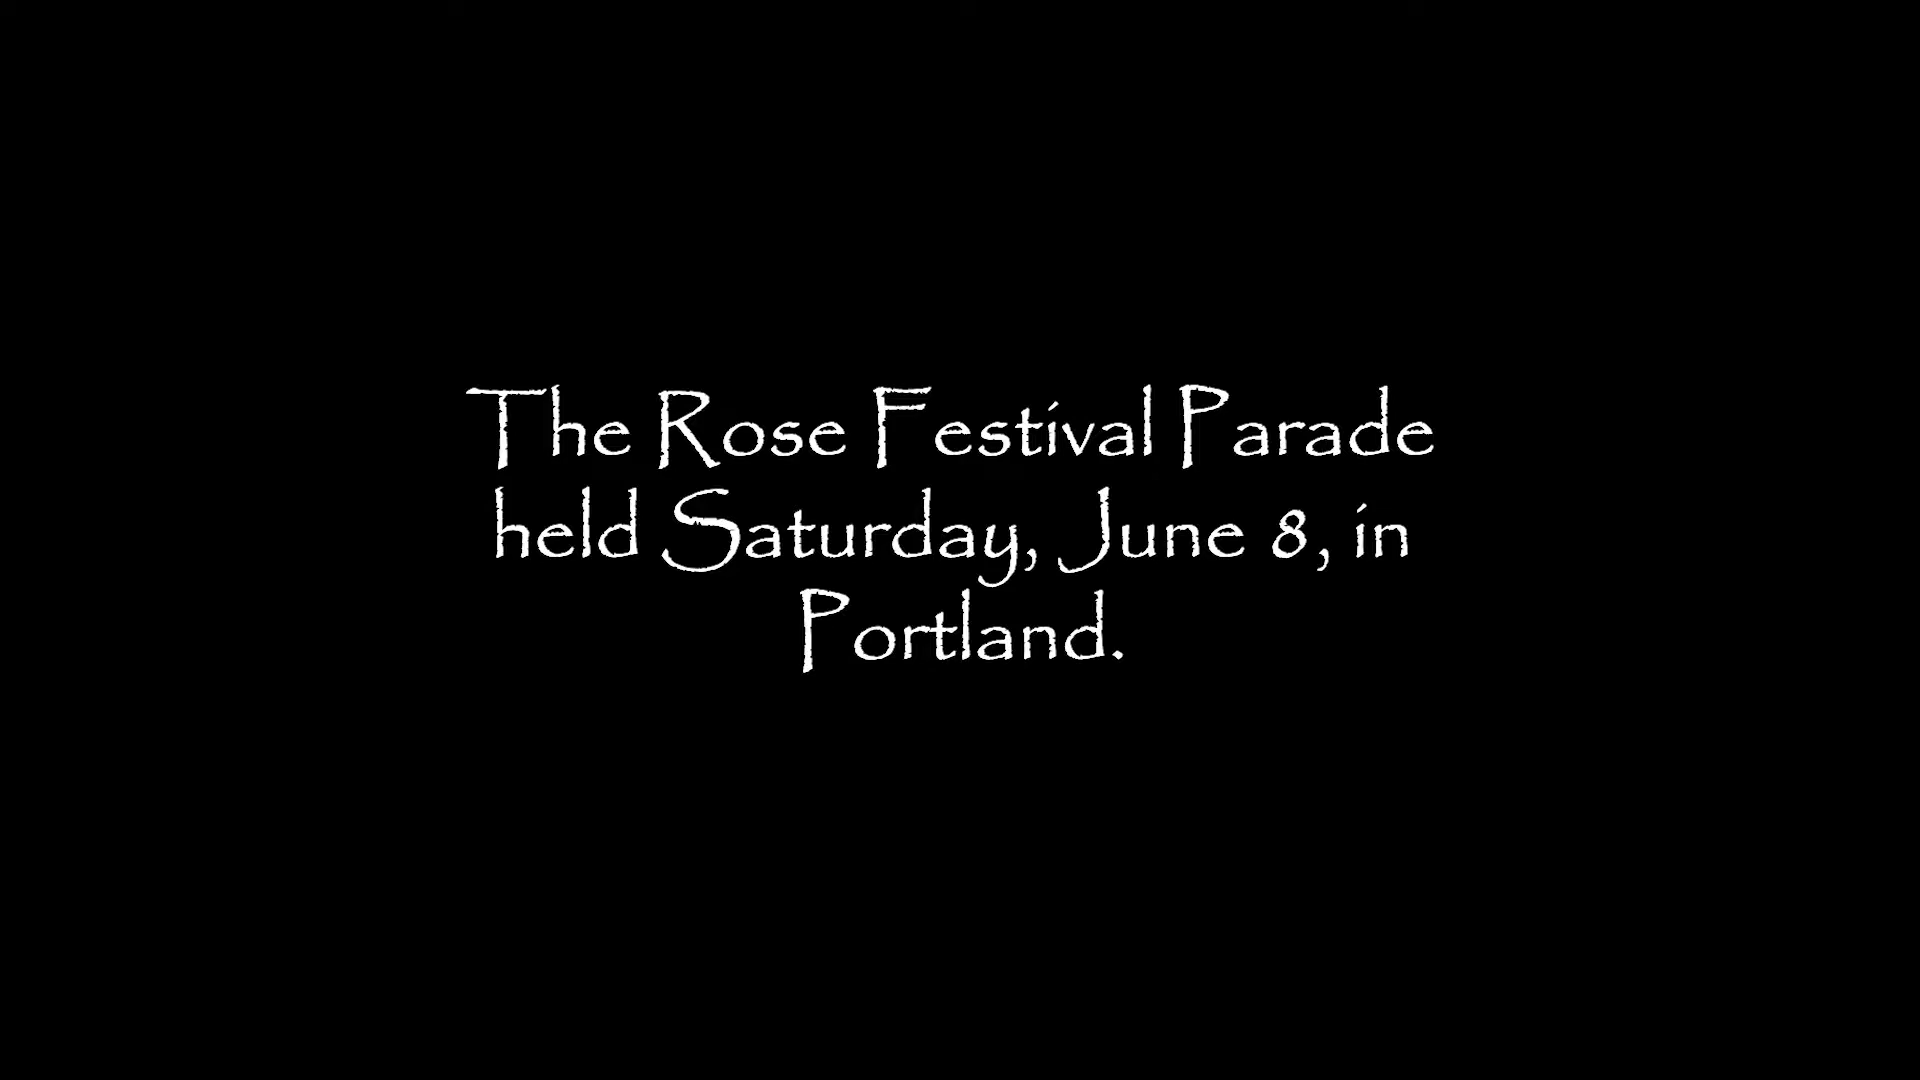 The Rose Festival Parade
held Saturday, June 8, in
Portland.